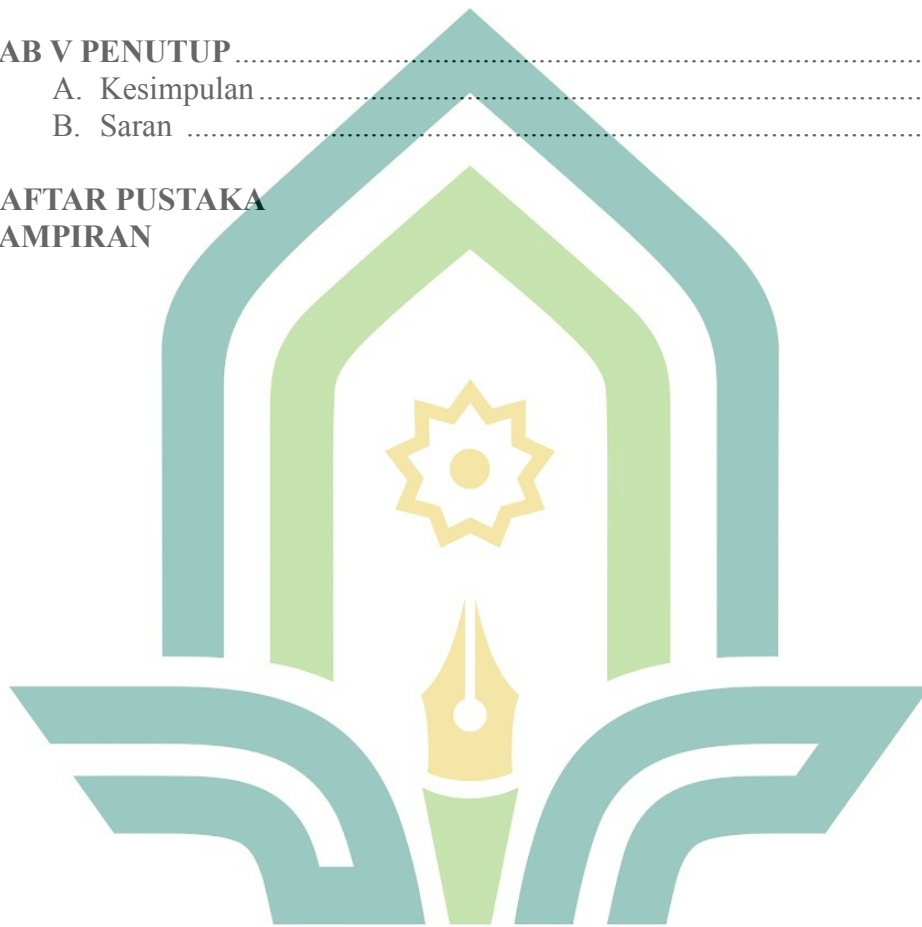 AB V PENUTUP....................................................................................
A. Kesimpulan....................................................................................
B. Saran ............................................................................................
AFTAR PUSTAKA
AMPIRAN